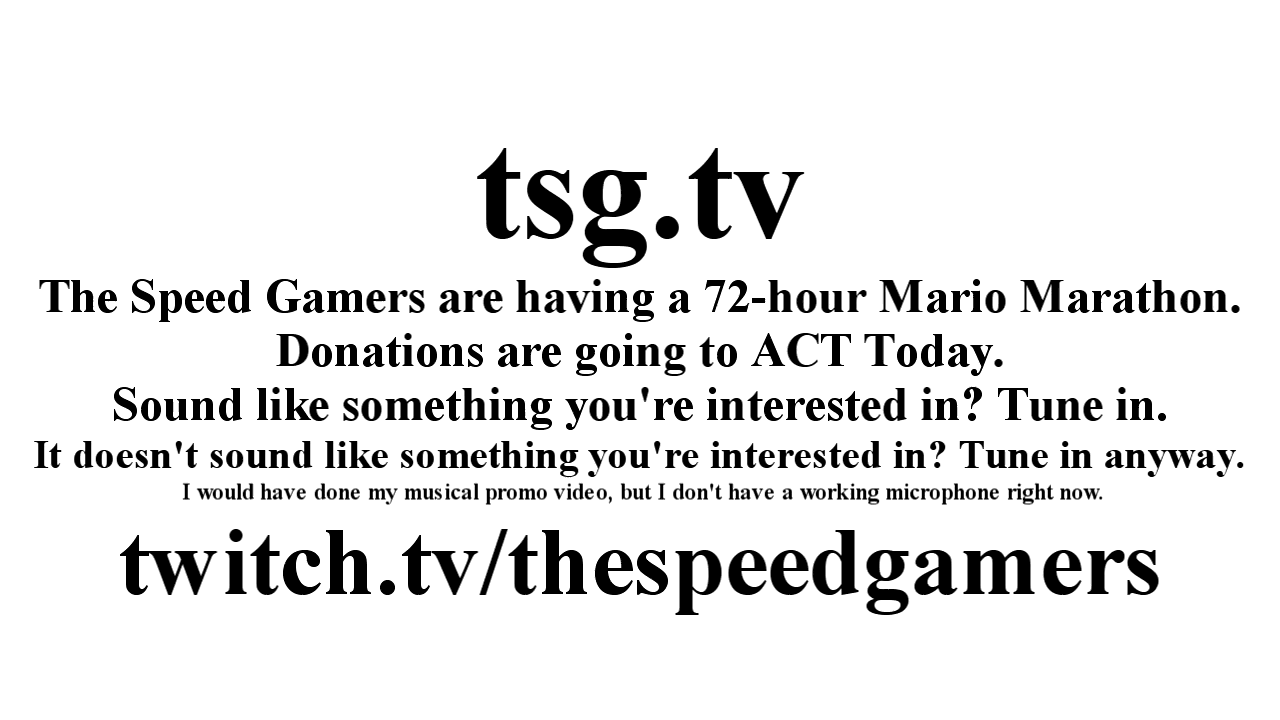 tsg.tv
The Speed Gamers are having a 72-hour Mario Marathon.
Donations are going to ACT Today.
Sound like something you're interested in? Tune in.
It doesn't sound like something you're interested in? Tune in anyway.
I would have done my musical promo video, but I don't have a working microphone right now.
twitch.tv/thespeedgamers